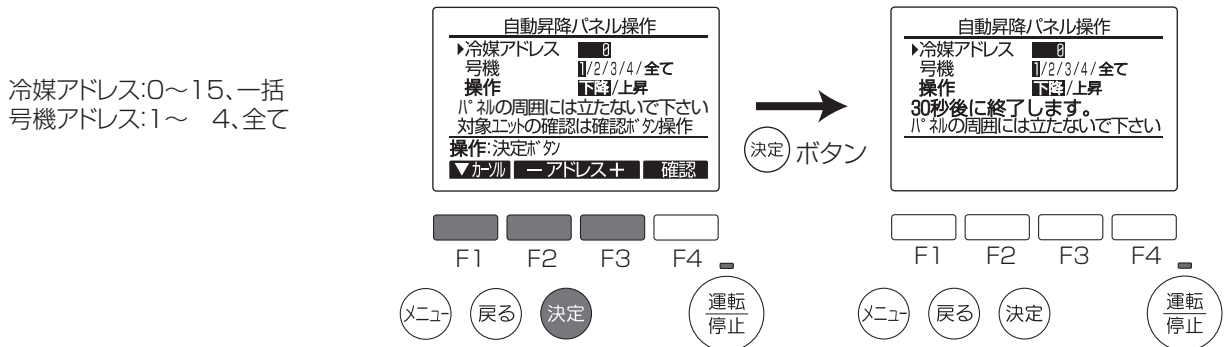 冷媒アドレス:0～15、一括
号機アドレス:1～ 4、全て
自動昇降パネル操作
▶冷媒アドレス 0
号機 1/2/3/4/全て
操作 下降/上昇
パネルの周囲には立たないで下さい
対象ユニットの確認は確認ボタン操作
操作:決定ボタン
▼カーソル ーアドレス＋ 確認
F1 F2 F3 F4
メニュー 戻る 決定 運転/停止
決定 ボタン
自動昇降パネル操作
▶冷媒アドレス 0
号機 1/2/3/4/全て
操作 下降/上昇
30秒後に終了します。
パネルの周囲には立たないで下さい
F1 F2 F3 F4
メニュー 戻る 決定 運転/停止